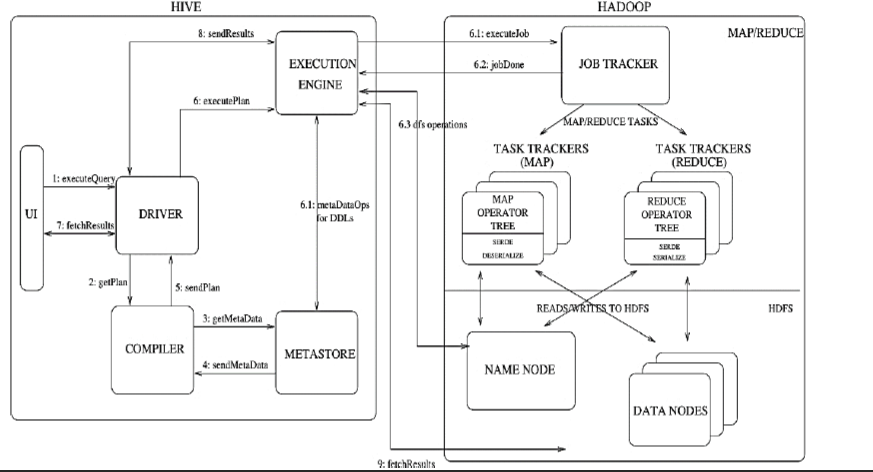 HIVE
HADOOP
8: sendResults
6.1: executeJob
MAP/REDUCE
EXECUTION
ENGINE
6.2: jobDone
JOB TRACKER
6: executePlan
6.3 dfs operations
MAP/REDUCE TASKS
TASK TRACKERS
(MAP)
TASK TRACKERS
(REDUCE)
1: executeQuery
UI
DRIVER
7: fetchResults
6.1: metaDataOps
for DDLs
MAP
OPERATOR
TREE
SERDE
DESERIALIZE
REDUCE
OPERATOR
TREE
SERDE
SERIALIZE
2: getPlan
5: sendPlan
READS/WRITES TO HDFS
HDFS
3: getMetaData
COMPILER
METASTORE
4: sendMetaData
NAME NODE
DATA NODES
9: fetchResults